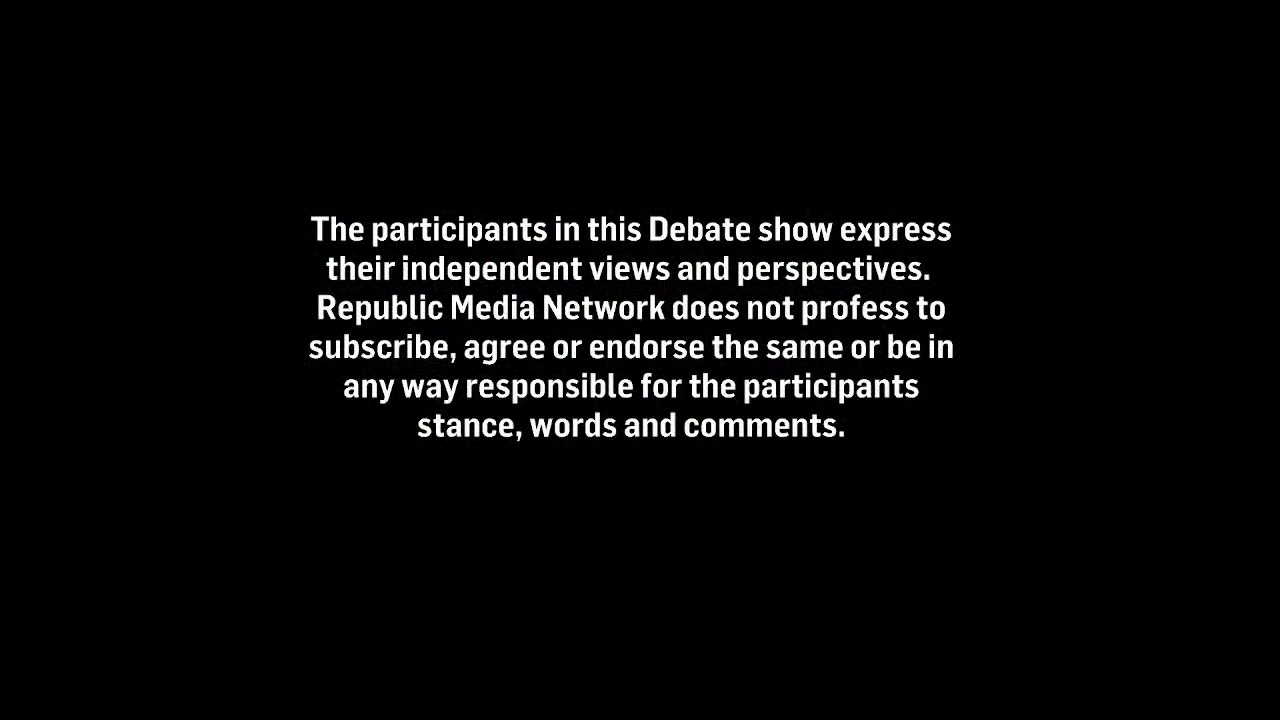 The participants in this Debate show express
their independent views and perspectives.
Republic Media Network does not profess to
subscribe, agree or endorse the same or be in
any way responsible for the participants
stance, words and comments.